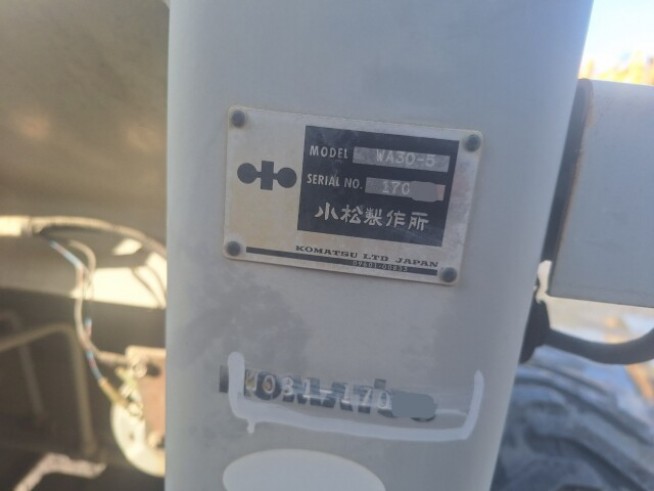 MODEL WA30-5
SERIAL NO. 170
小松製作所
KOMATSU LTD JAPAN